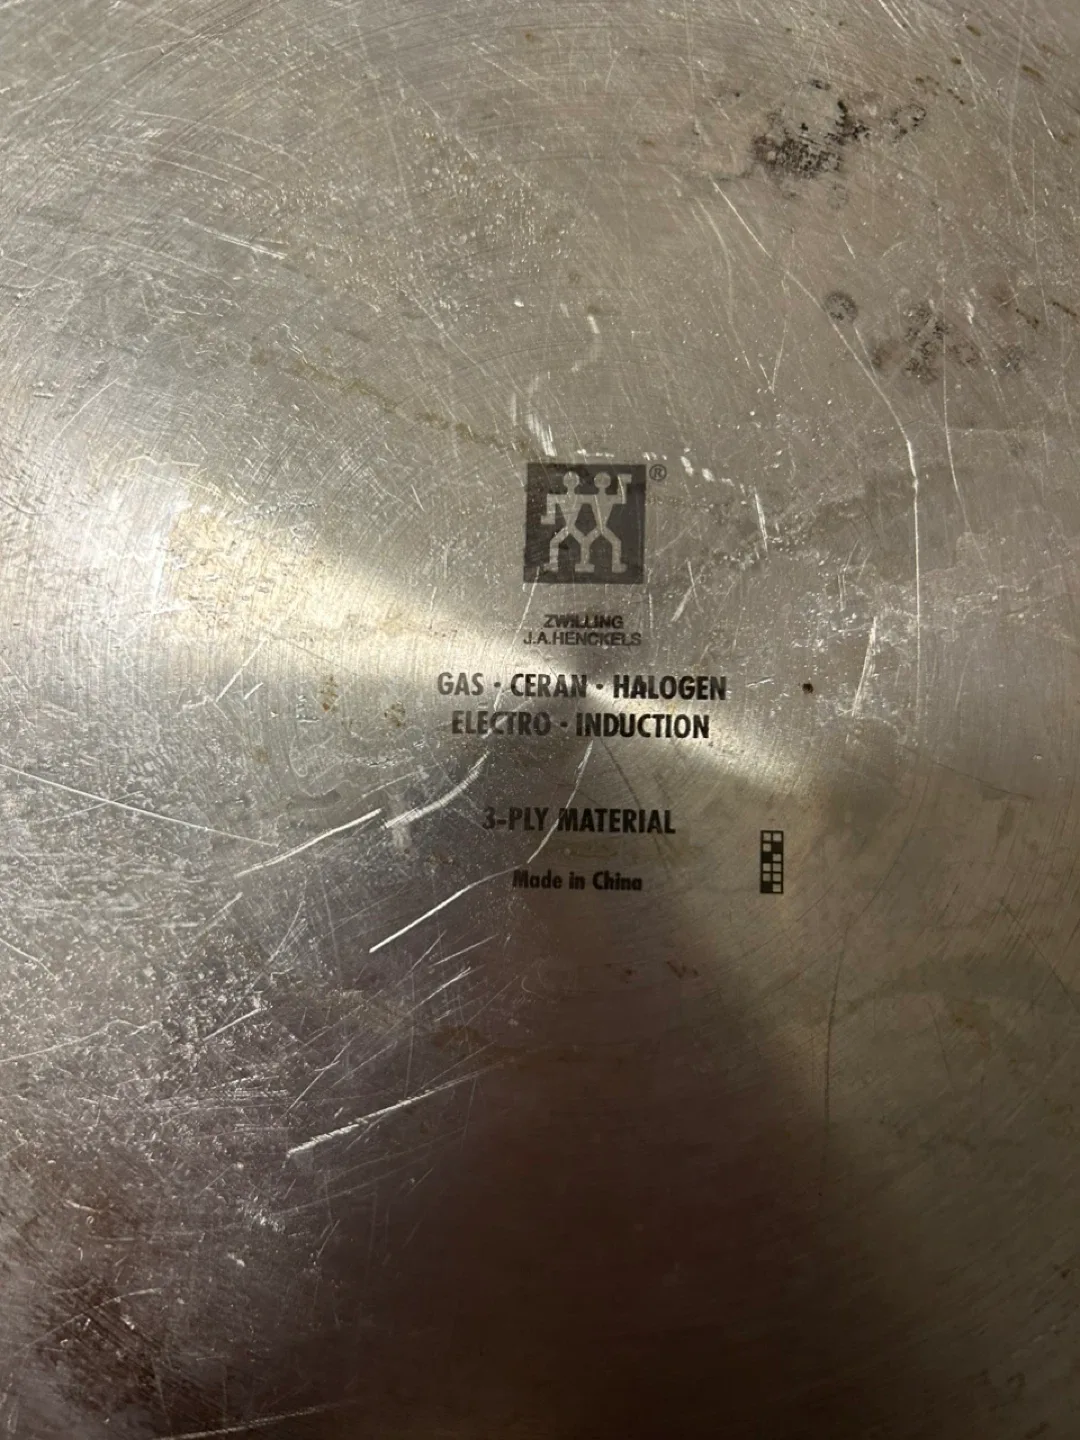 ®
ZWILLING
J.A.HENCKELS
GAS · CERAN · HALOGEN
ELECTRO · INDUCTION
3-PLY MATERIAL
Made in China